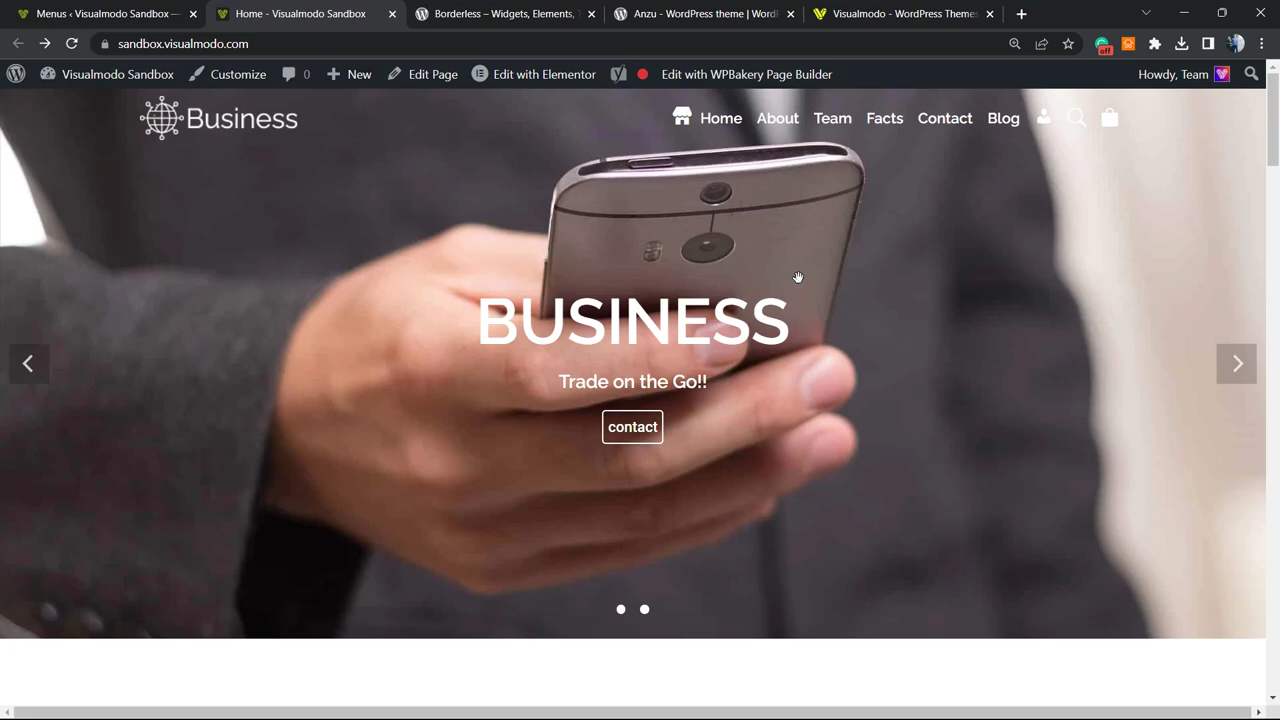 Menus ‹ Visualmodo Sandbox —
Home - Visualmodo Sandbox
Borderless – Widgets, Elements,
Anzu - WordPress theme | Word
Visualmodo - WordPress Themes
sandbox.visualmodo.com
off
Visualmodo Sandbox
Customize
0
New
Edit Page
Edit with Elementor
Edit with WPBakery Page Builder
Howdy, Team
Business
Home
About
Team
Facts
Contact
Blog
BUSINESS
Trade on the Go!!
contact